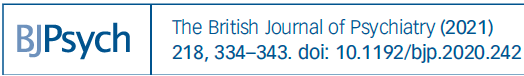 BJPsych
The British Journal of Psychiatry (2021)
218, 334–343. doi: 10.1192/bjp.2020.242